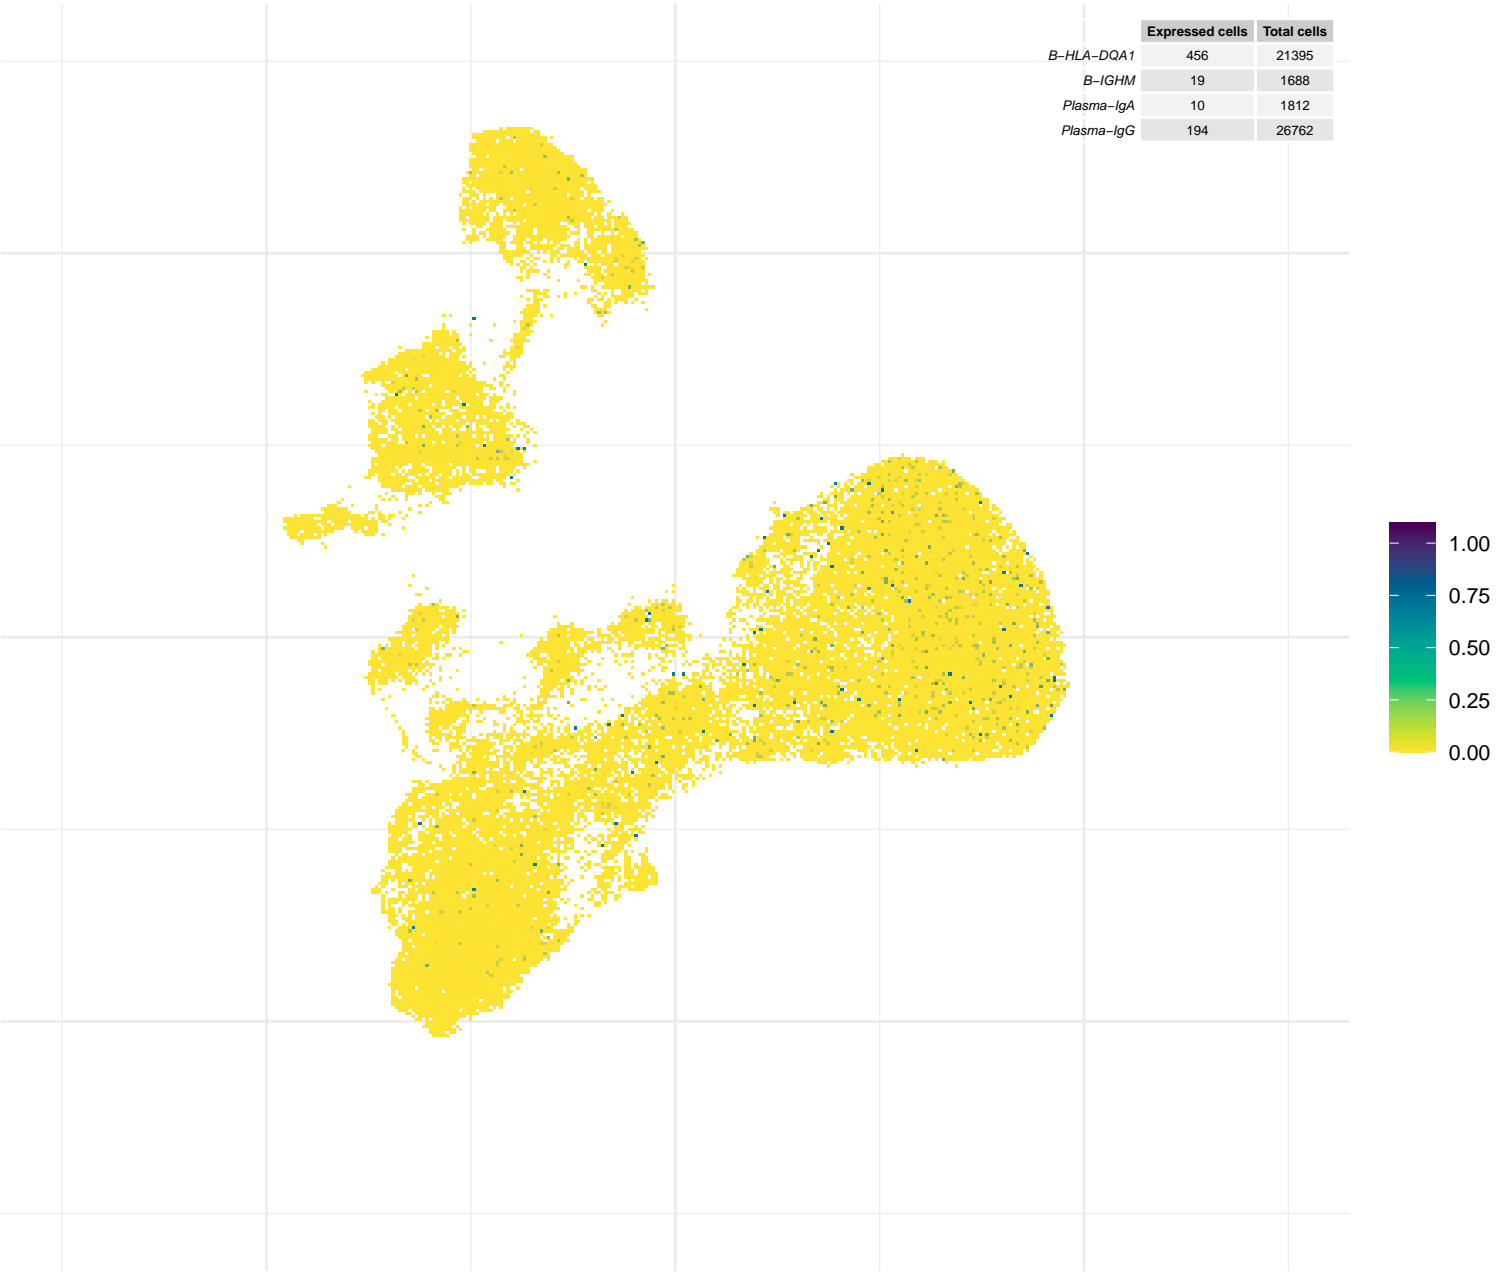 Expressed cells Total cells
B−HLA−DQA1 456 21395
B−IGHM 19 1688
Plasma−IgA 10 1812
Plasma−IgG 194 26762
1.00
0.75
0.50
0.25
0.00